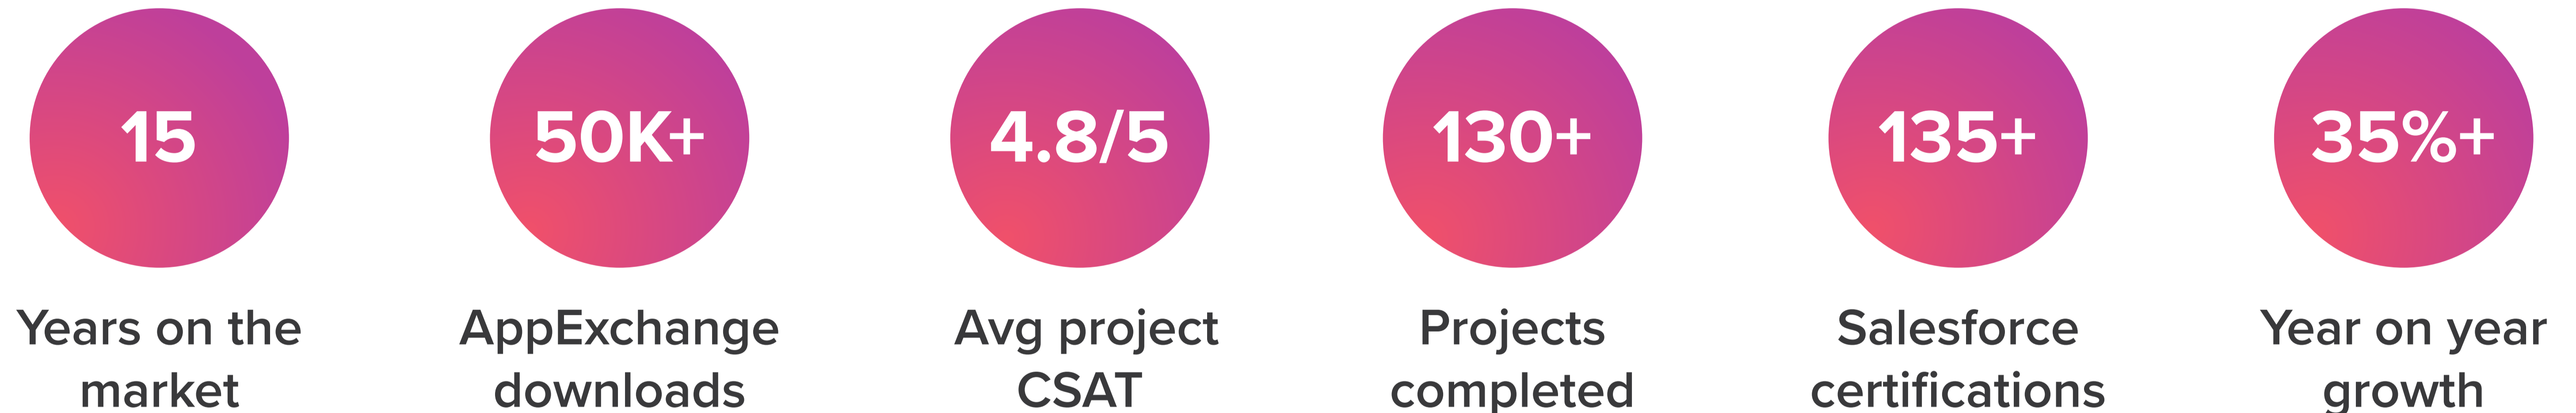 15
Years on the
market
50K+
AppExchange
downloads
4.8/5
Avg project
CSAT
130+
Projects
completed
135+
Salesforce
certifications
35%+
Year on year
growth